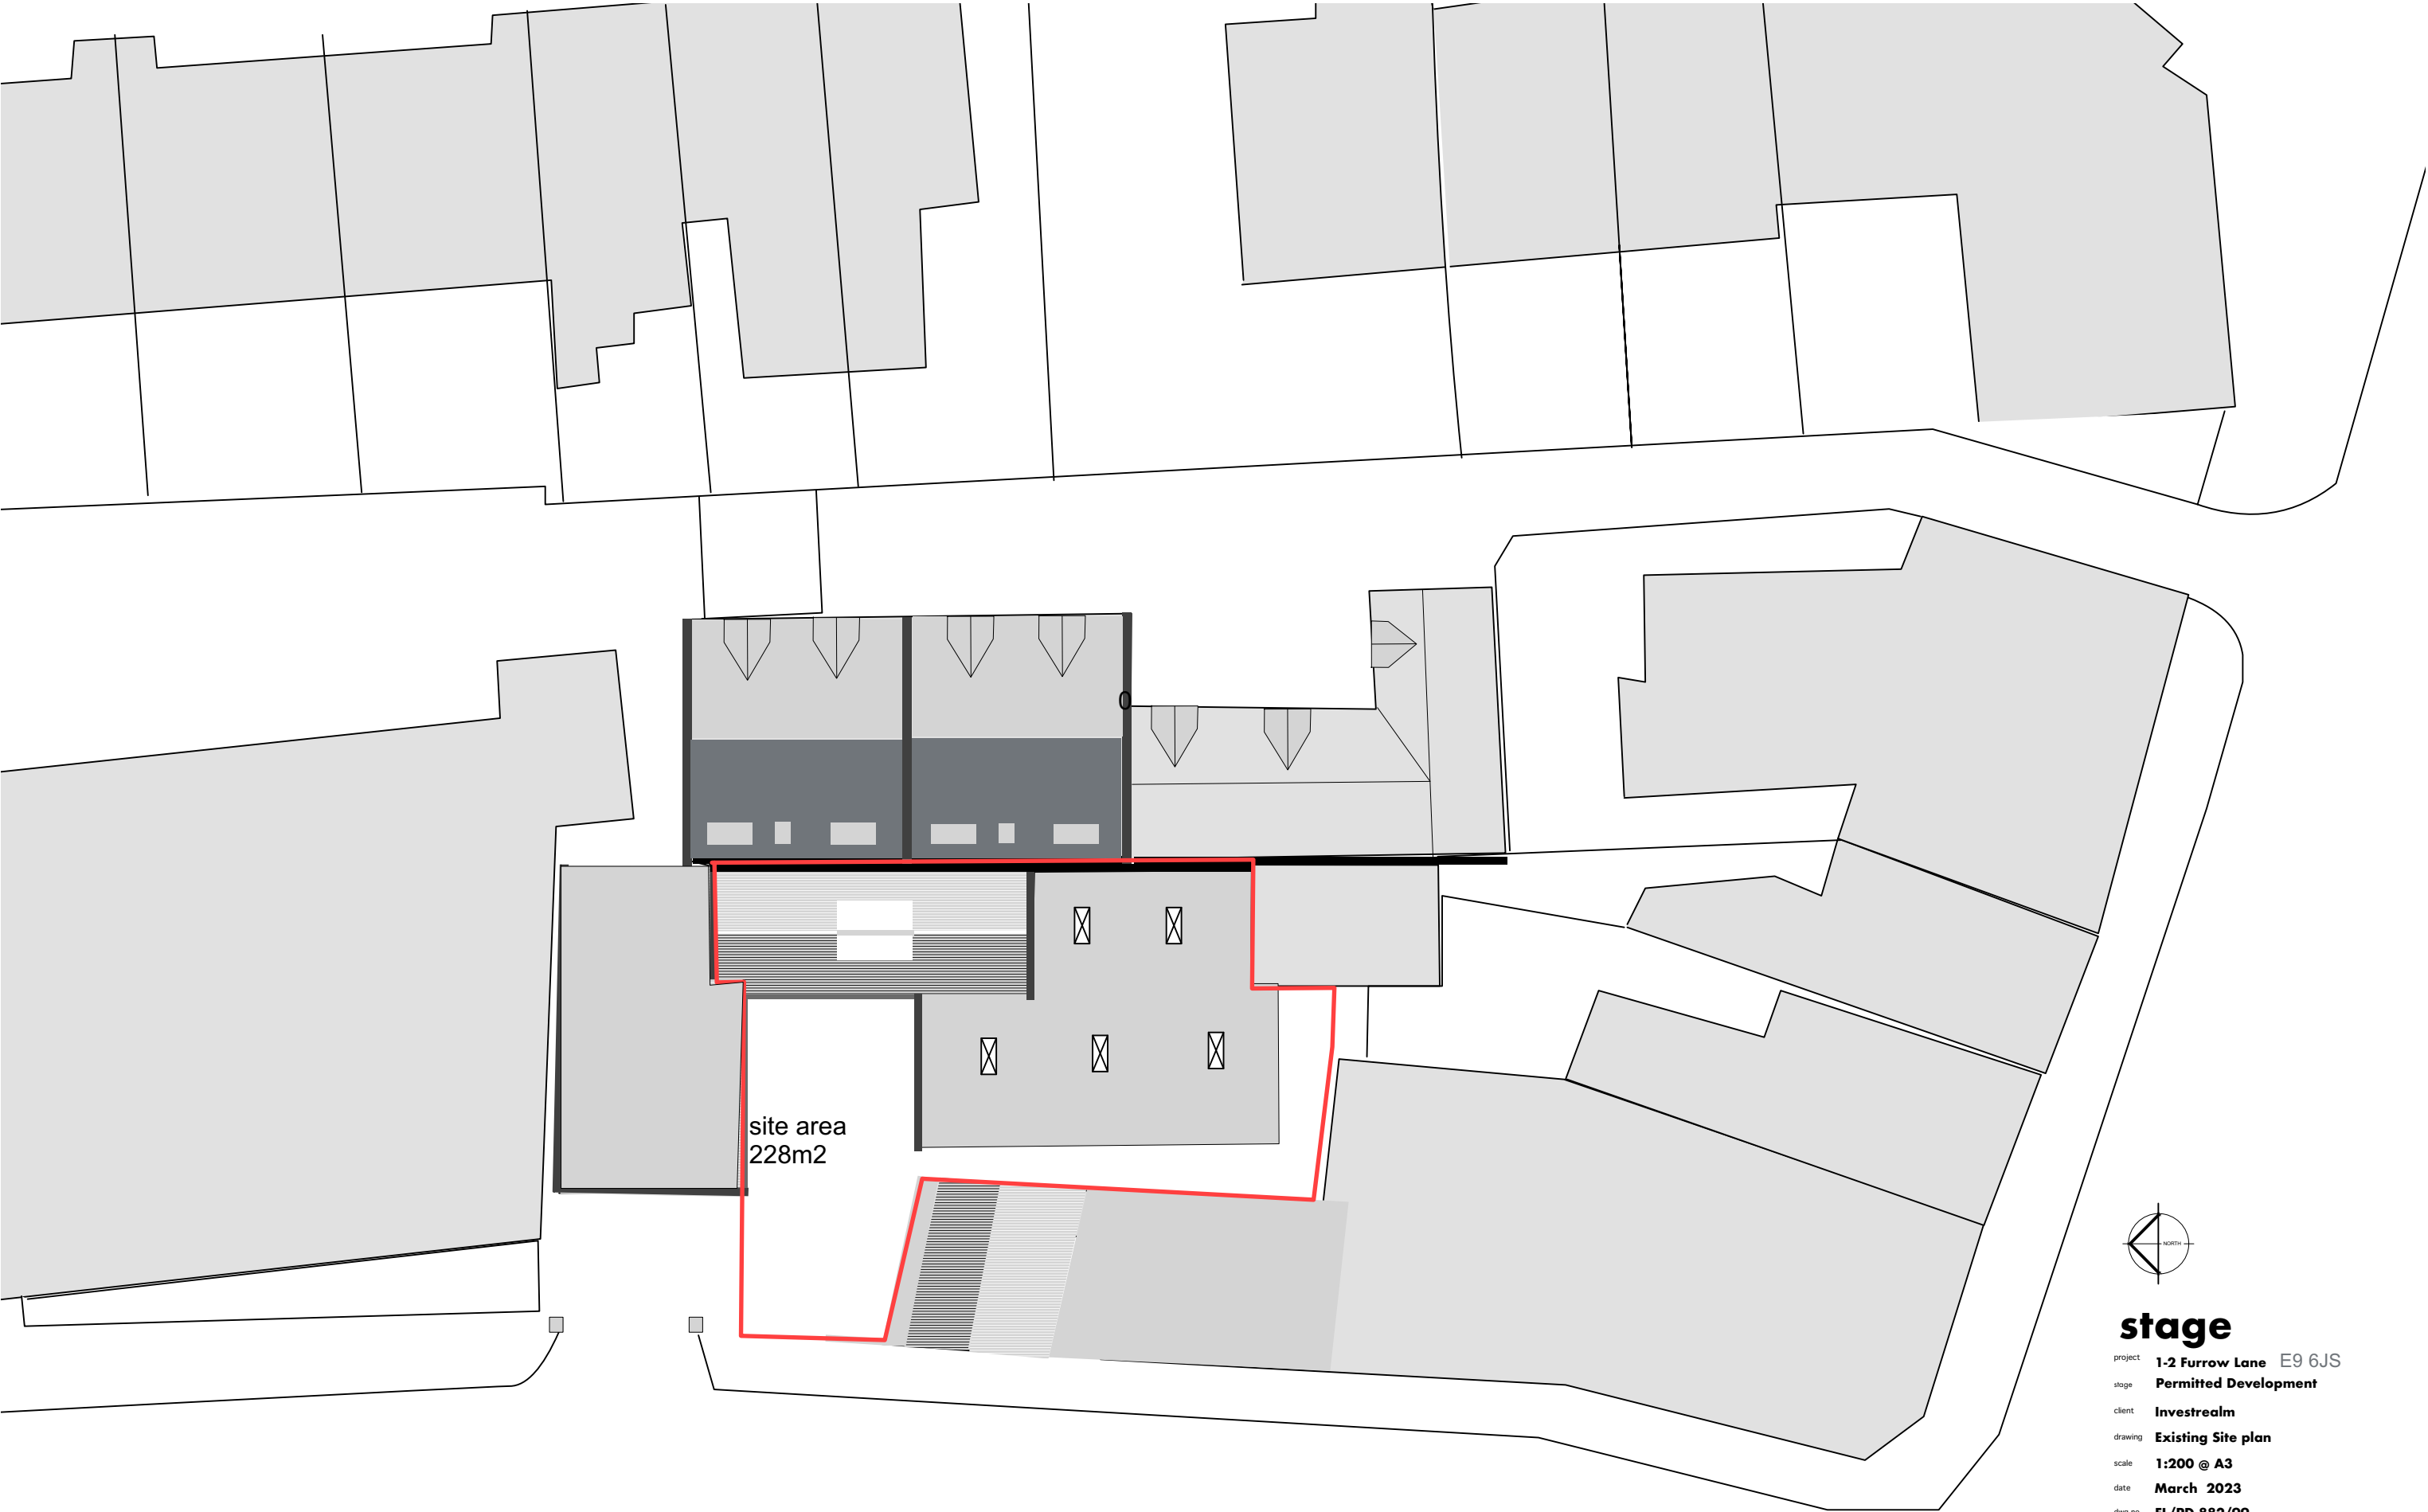 0
site area
228m2
NORTH
stage
project 1-2 Furrow Lane E9 6JS
stage Permitted Development
client Investrealm
drawing Existing Site plan
scale 1:200 @ A3
date March 2023